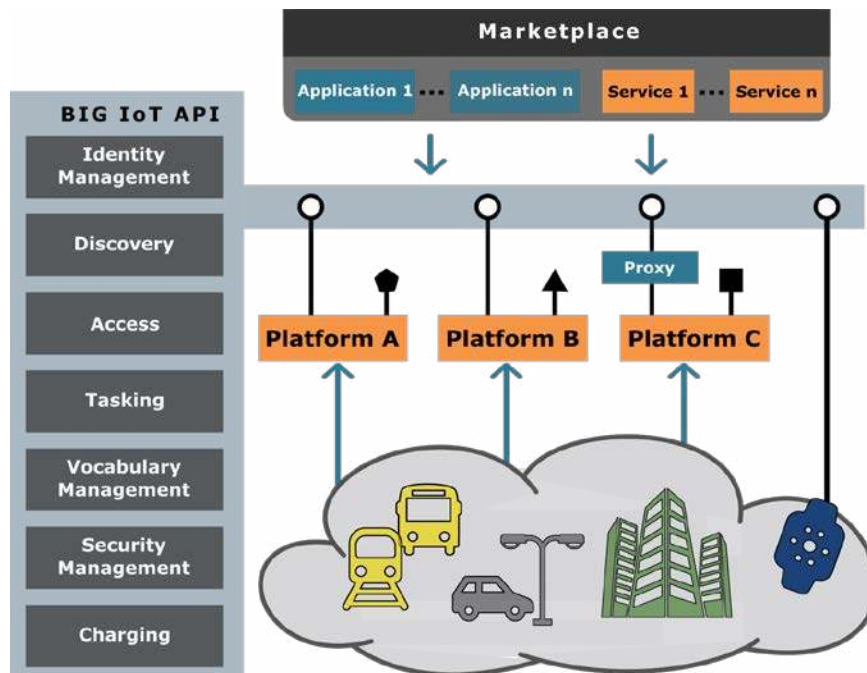 Marketplace
Application 1 ••• Application n Service 1 ••• Service n
BIG IoT API
Identity
Management
Discovery
Access
Tasking
Vocabulary
Management
Security
Management
Charging
Proxy
Platform A
Platform B
Platform C